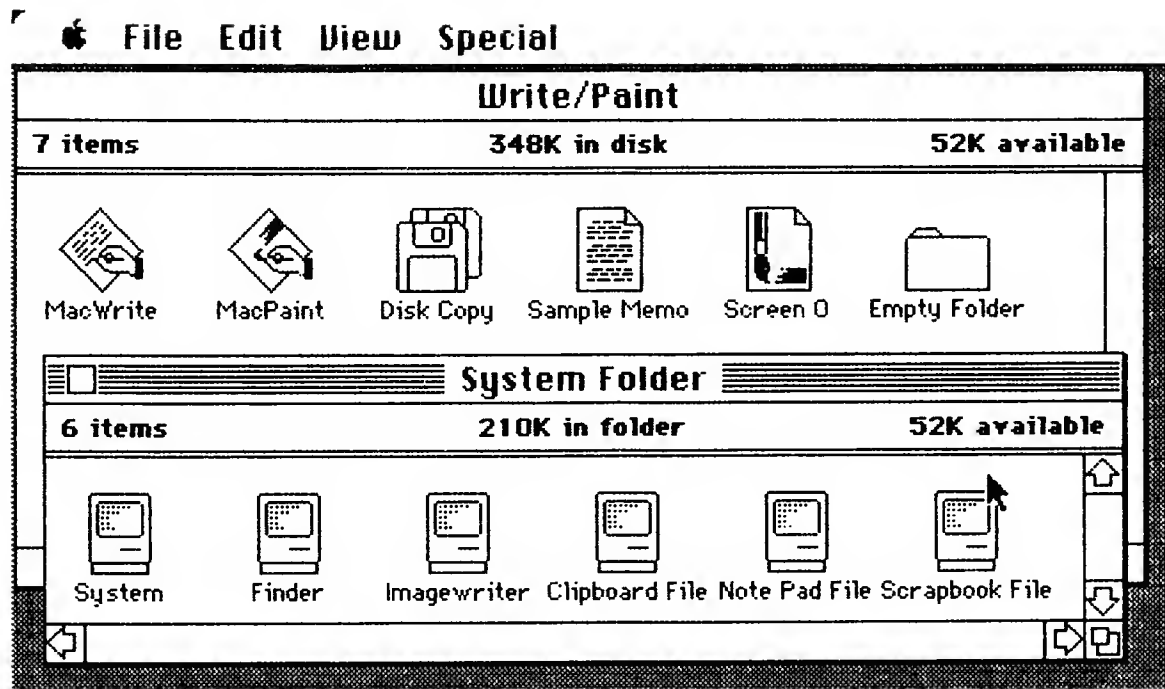 File Edit View Special
Write/Paint
7 items 348K in disk 52K available
MacWrite MacPaint Disk Copy Sample Memo Screen 0 Empty Folder
System Folder
6 items 210K in folder 52K available
System Finder Imagewriter Clipboard File Note Pad File Scrapbook File